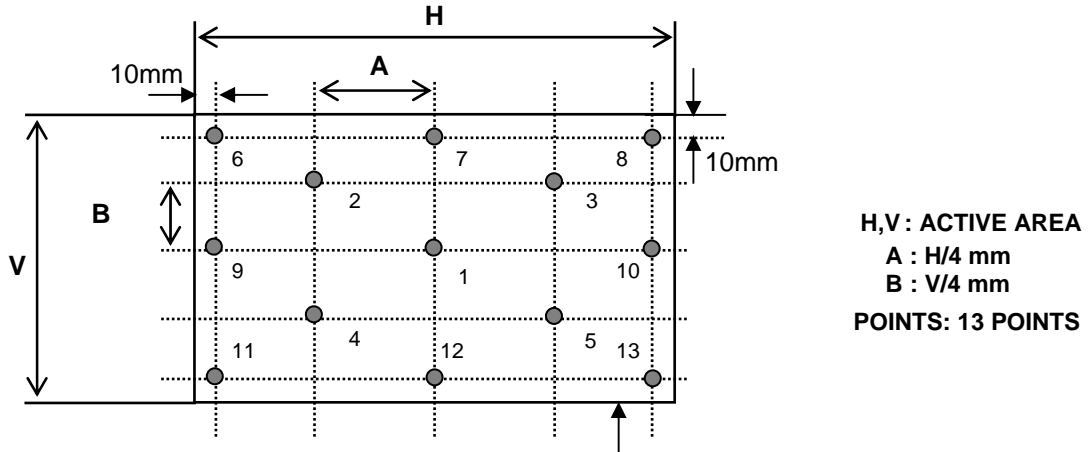 H
A
10mm
6
7
8
10mm
2
3
B
H,V : ACTIVE AREA
V
9
1
10
A : H/4 mm
B : V/4 mm
POINTS: 13 POINTS
4
5
11
12
13